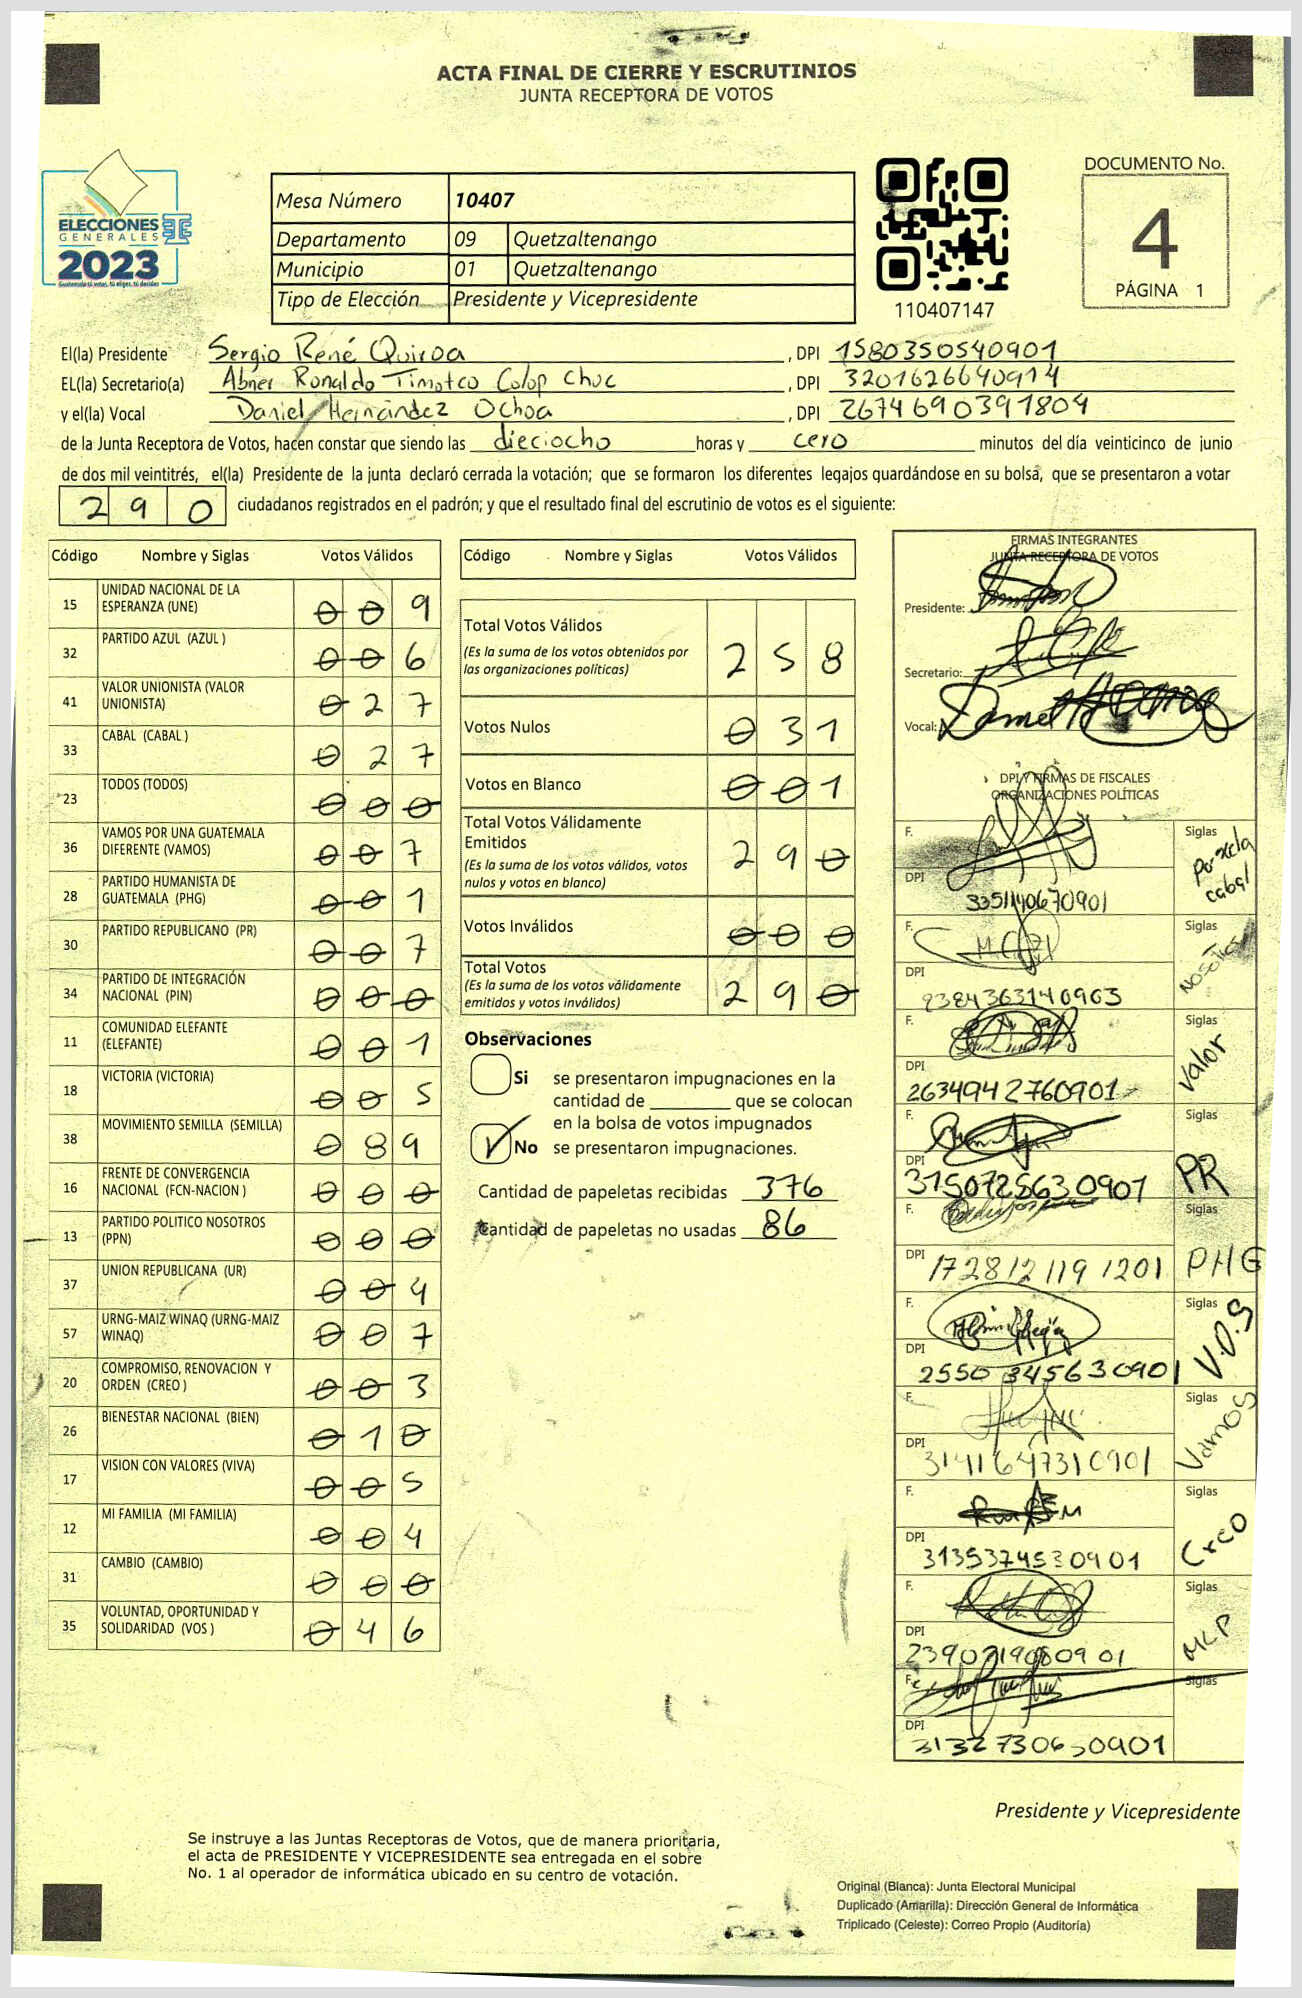 ACTA FINAL DE CIERRE Y ESCRUTINIOS
JUNTA RECEPTORA DE VOTOS
ELECCIONES
GENERALES
2023
Guatemala tú votas, tú eliges, tú decides
Mesa Número 10407
Departamento 09 Quetzaltenango
Municipio 01 Quetzaltenango
Tipo de Elección Presidente y Vicepresidente
110407147
DOCUMENTO No.
4
PÁGINA 1
El(la) Presidente Sergio René Quiroa , DPI 1580350540901
EL(la) Secretario(a) Abner Ronaldo Timoteo Colop Chuc , DPI 3201626640914
y el(la) Vocal Daniel Hernández Ochoa , DPI 2674690391804
de la Junta Receptora de Votos, hacen constar que siendo las dieciocho horas y cero minutos del día veinticinco de junio
de dos mil veintitrés, el(la) Presidente de la junta declaró cerrada la votación; que se formaron los diferentes legajos guardándose en su bolsa, que se presentaron a votar
290 ciudadanos registrados en el padrón; y que el resultado final del escrutinio de votos es el siguiente:
Código Nombre y Siglas Votos Válidos
15 UNIDAD NACIONAL DE LA ESPERANZA (UNE) 0 0 9
32 PARTIDO AZUL (AZUL ) 0 0 6
41 VALOR UNIONISTA (VALOR UNIONISTA) 0 2 7
33 CABAL (CABAL ) 0 2 7
23 TODOS (TODOS) 0 0 0
36 VAMOS POR UNA GUATEMALA DIFERENTE (VAMOS) 0 0 7
28 PARTIDO HUMANISTA DE GUATEMALA (PHG) 0 0 1
30 PARTIDO REPUBLICANO (PR) 0 0 7
34 PARTIDO DE INTEGRACIÓN NACIONAL (PIN) 0 0 0
11 COMUNIDAD ELEFANTE (ELEFANTE) 0 0 1
18 VICTORIA (VICTORIA) 0 0 5
38 MOVIMIENTO SEMILLA (SEMILLA) 0 8 9
16 FRENTE DE CONVERGENCIA NACIONAL (FCN-NACION ) 0 0 0
13 PARTIDO POLITICO NOSOTROS (PPN) 0 0 0
37 UNION REPUBLICANA (UR) 0 0 4
57 URNG-MAIZ WINAQ (URNG-MAIZ WINAQ) 0 0 7
20 COMPROMISO, RENOVACION Y ORDEN (CREO ) 0 0 3
26 BIENESTAR NACIONAL (BIEN) 0 1 0
17 VISION CON VALORES (VIVA) 0 0 5
12 MI FAMILIA (MI FAMILIA) 0 0 4
31 CAMBIO (CAMBIO) 0 0 0
35 VOLUNTAD, OPORTUNIDAD Y SOLIDARIDAD (VOS ) 0 4 6
Código Nombre y Siglas Votos Válidos
Total Votos Válidos 2 5 8
(Es la suma de los votos obtenidos por
las organizaciones políticas)
Votos Nulos 0 3 1
Votos en Blanco 0 0 1
Total Votos Válidamente
Emitidos 2 9 0
(Es la suma de los votos válidos, votos
nulos y votos en blanco)
Votos Inválidos 0 0 0
Total Votos 2 9 0
(Es la suma de los votos válidamente
emitidos y votos inválidos)
Observaciones
Si se presentaron impugnaciones en la
cantidad de ________ que se colocan
en la bolsa de votos impugnados
No se presentaron impugnaciones.
Cantidad de papeletas recibidas 376
Cantidad de papeletas no usadas 86
FIRMAS INTEGRANTES
JUNTA RECEPTORA DE VOTOS
Presidente:
Secretario:
Vocal:
DPI Y FIRMAS DE FISCALES
ORGANIZACIONES POLÍTICAS
F. Siglas por xela cabal
DPI 3351140670901
F. Siglas
DPI 2384363140903
F. Siglas Valor
DPI 2634942760901
F. Siglas PR
DPI 3150725630901
F. Siglas PHG
DPI 1728121191201
F. Siglas V.O.S
DPI 2550345630901
F. Siglas Vamos
DPI 3141647310901
F. Siglas Creo
DPI 3135374530901
F. Siglas MLP
DPI 2390219080901
F. Siglas
DPI
Presidente y Vicepresidente
Se instruye a las Juntas Receptoras de Votos, que de manera prioritaria,
el acta de PRESIDENTE Y VICEPRESIDENTE sea entregada en el sobre
No. 1 al operador de informática ubicado en su centro de votación.
Original (Blanca): Junta Electoral Municipal
Duplicado (Amarilla): Dirección General de Informática
Triplicado (Celeste): Correo Propio (Auditoría)